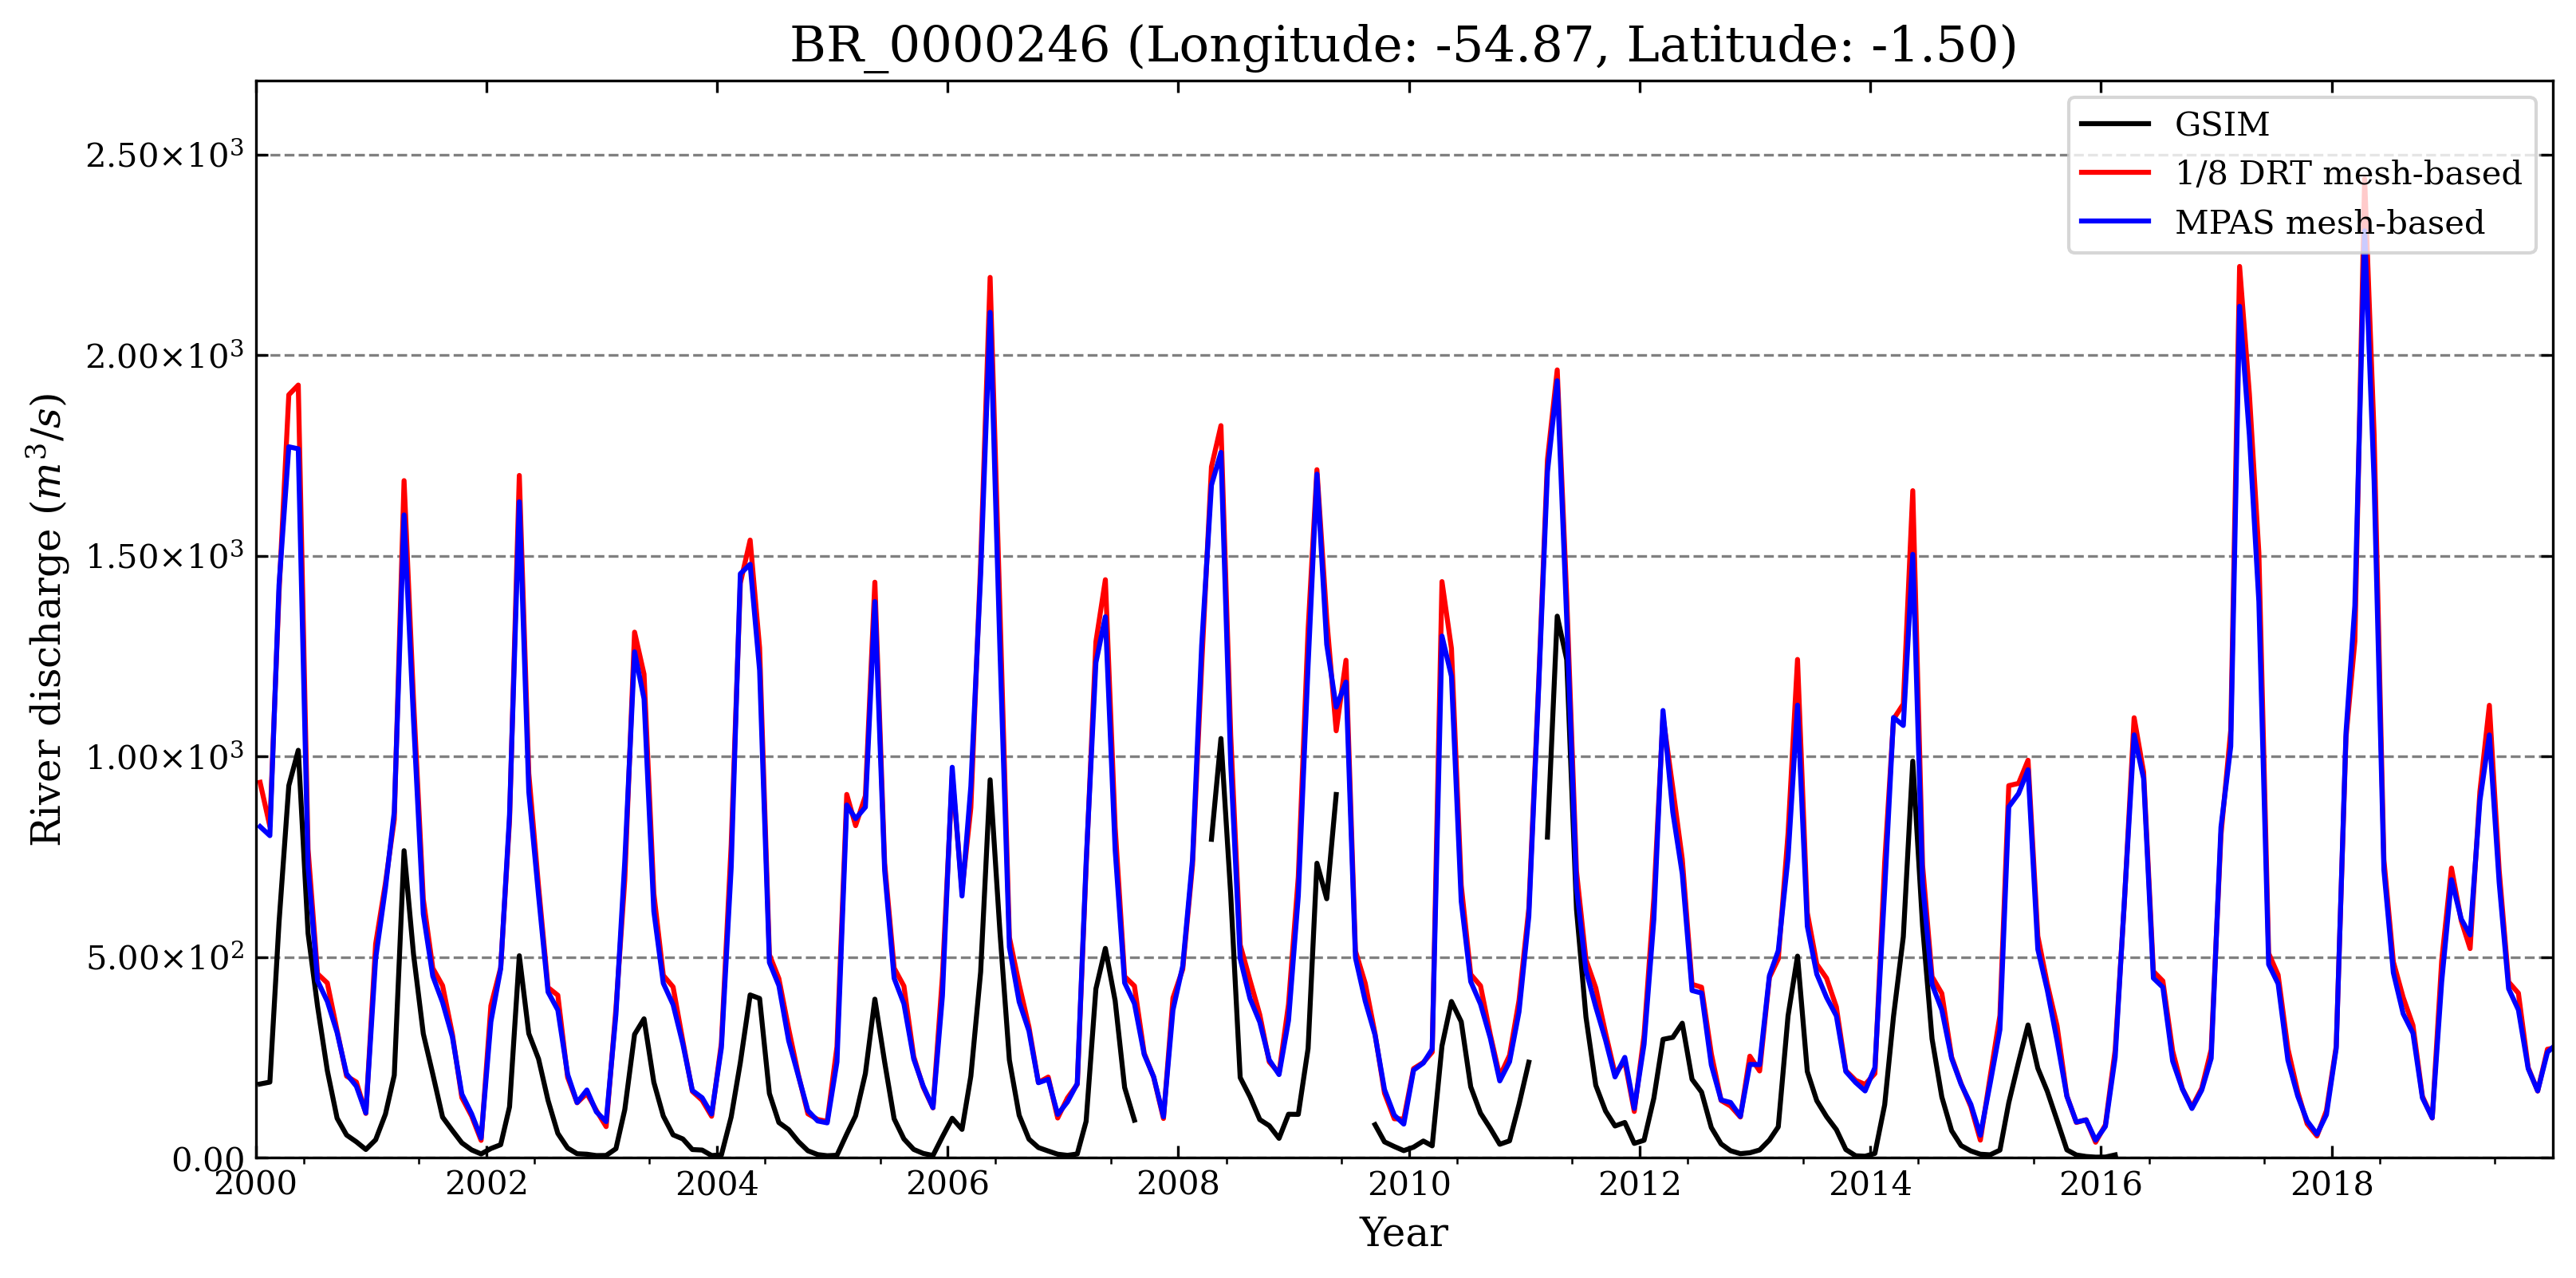 BR_0000246 (Longitude: -54.87, Latitude: -1.50)
GSIM
1/8 DRT mesh-based
MPAS mesh-based
River discharge (m³/s)
2.50×10³
2.00×10³
1.50×10³
1.00×10³
5.00×10²
0.00
2000 2002 2004 2006 2008 2010 2012 2014 2016 2018
Year